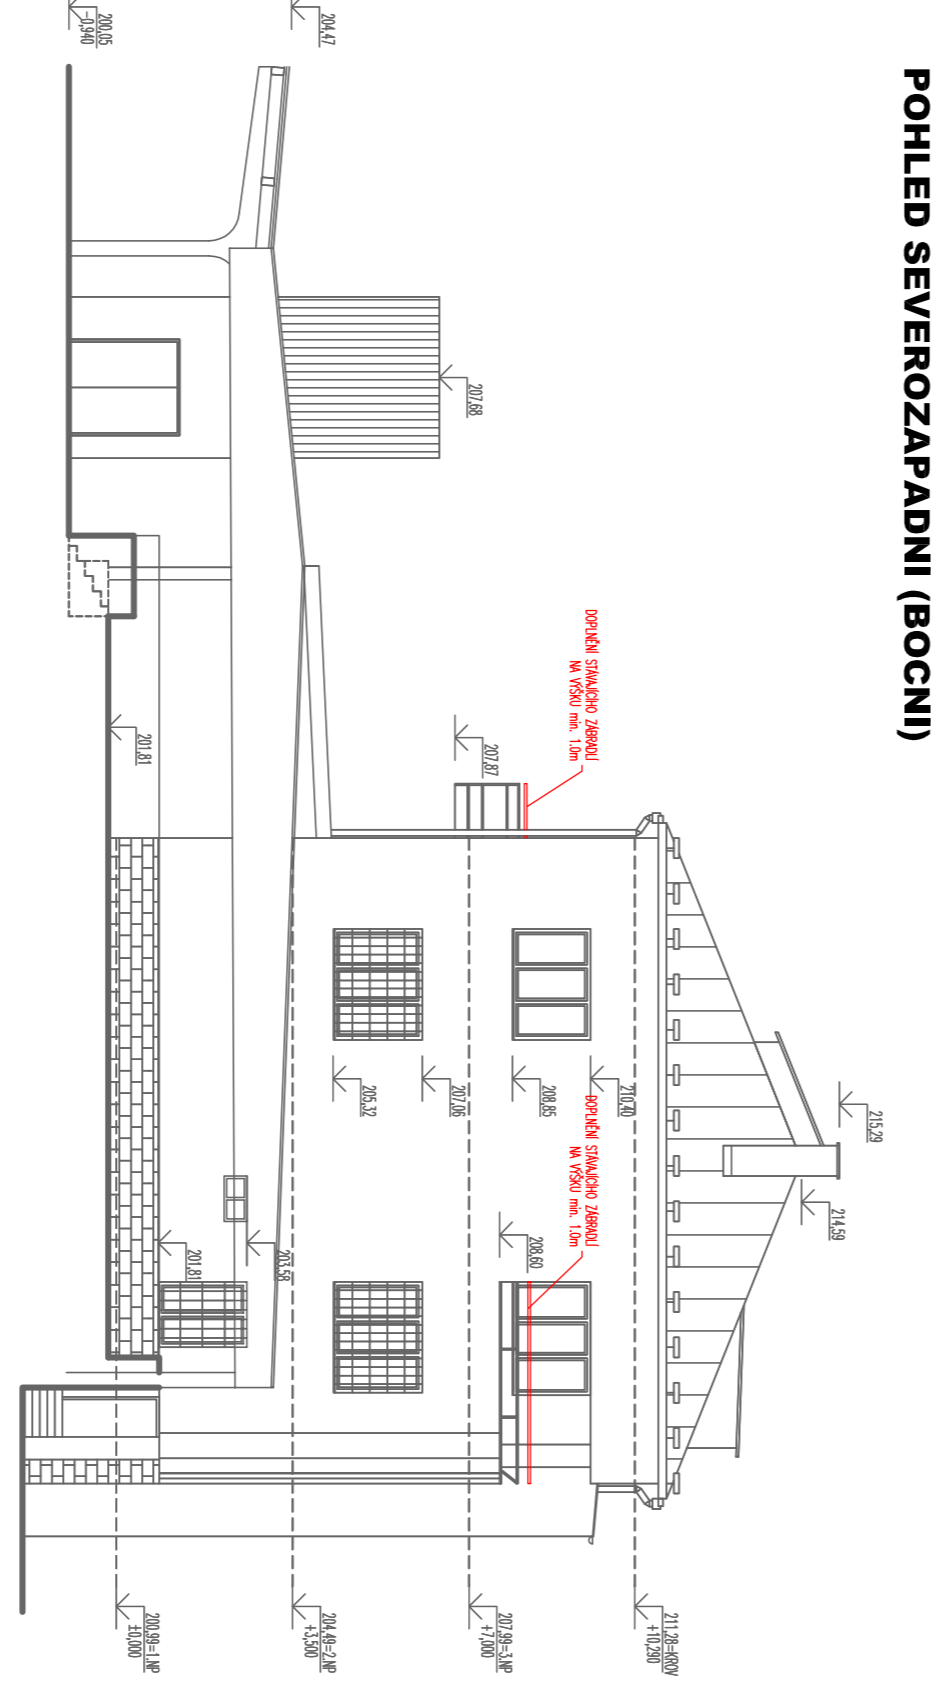 POHLED SEVEROZAPADNI (BOCNI)
215,29
214,59
DOPLNĚNÍ STÁVAJÍCÍHO ZÁBRADLÍ
NA VÝŠKU min. 1.0m
DOPLNĚNÍ STÁVAJÍCÍHO ZÁBRADLÍ
NA VÝŠKU min. 1.0m
211,28=KROV
+10,290
210,40
208,85
208,60
207,99=3.NP
+7,000
207,87
207,68
207,06
205,32
204,47
204,49=2.NP
+3,500
203,58
201,81
201,81
200,99=1.NP
±0,000
200,05
-0,940